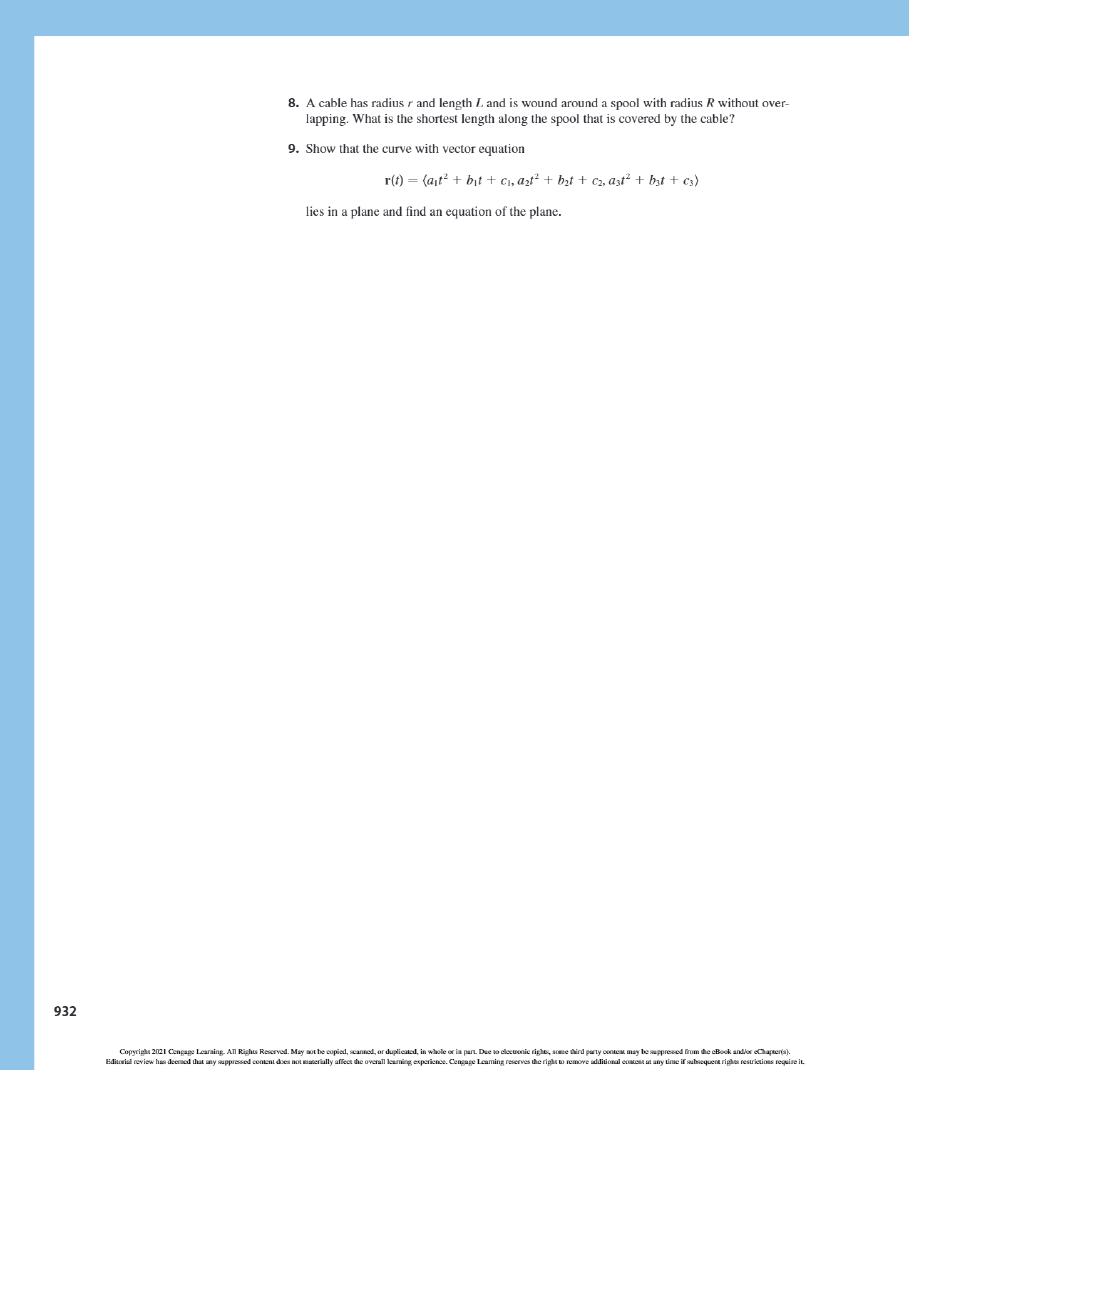 8. A cable has radius r and length L and is wound around a spool with radius R without over-
lapping. What is the shortest length along the spool that is covered by the cable?
9. Show that the curve with vector equation
r(t) = ⟨a₁t² + b₁t + c₁, a₂t² + b₂t + c₂, a₃t² + b₃t + c₃⟩
lies in a plane and find an equation of the plane.
932
Copyright 2021 Cengage Learning. All Rights Reserved. May not be copied, scanned, or duplicated, in whole or in part. Due to electronic rights, some third party content may be suppressed from the eBook and/or eChapter(s).
Editorial review has deemed that any suppressed content does not materially affect the overall learning experience. Cengage Learning reserves the right to remove additional content at any time if subsequent rights restrictions require it.